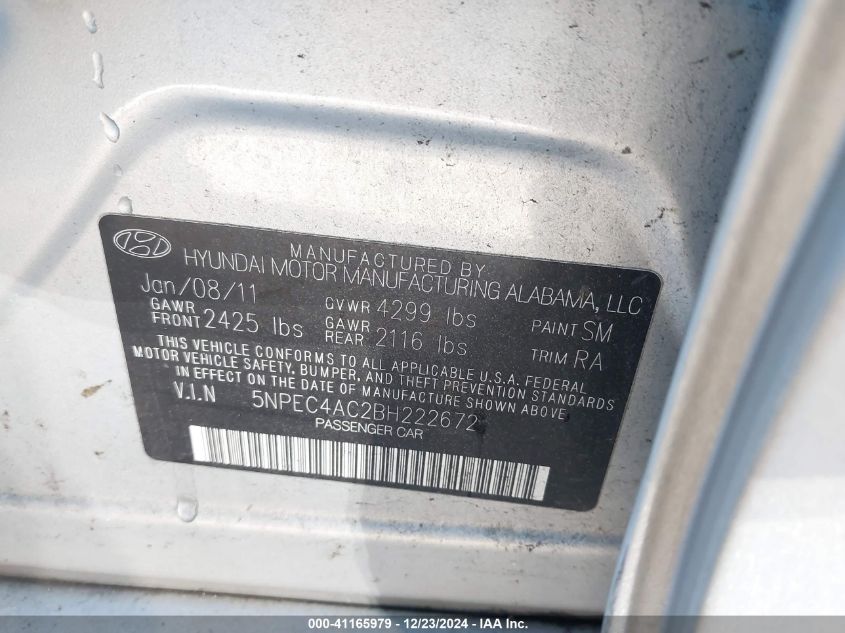 MANUFACTURED BY
HYUNDAI MOTOR MANUFACTURING ALABAMA, LLC
Jan/08/11 GVWR 4299 lbs PAINT SM
GAWR FRONT 2425 lbs GAWR REAR 2116 lbs TRIM RA
THIS VEHICLE CONFORMS TO ALL APPLICABLE U.S.A. FEDERAL
MOTOR VEHICLE SAFETY, BUMPER, AND THEFT PREVENTION STANDARDS
IN EFFECT ON THE DATE OF MANUFACTURE SHOWN ABOVE.
V.I.N 5NPEC4AC2BH222672
PASSENGER CAR
000-41165979 - 12/23/2024 - IAAI Inc.